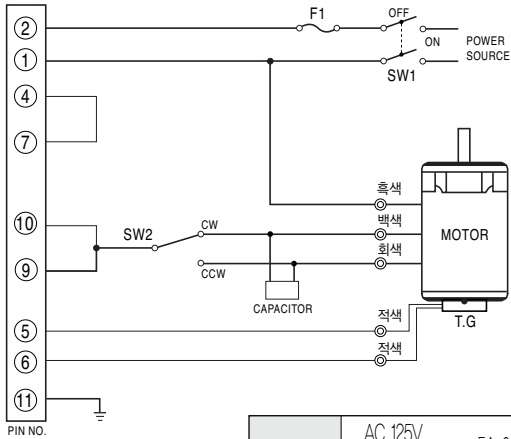 F1
OFF
ON
POWER
SOURCE
SW1
②
①
④
⑦
⑩
⑨
⑤
⑥
⑪
PIN NO.
SW2
CW
CCW
CAPACITOR
흑색
백색
회색
적색
적색
MOTOR
T.G
AC 125V